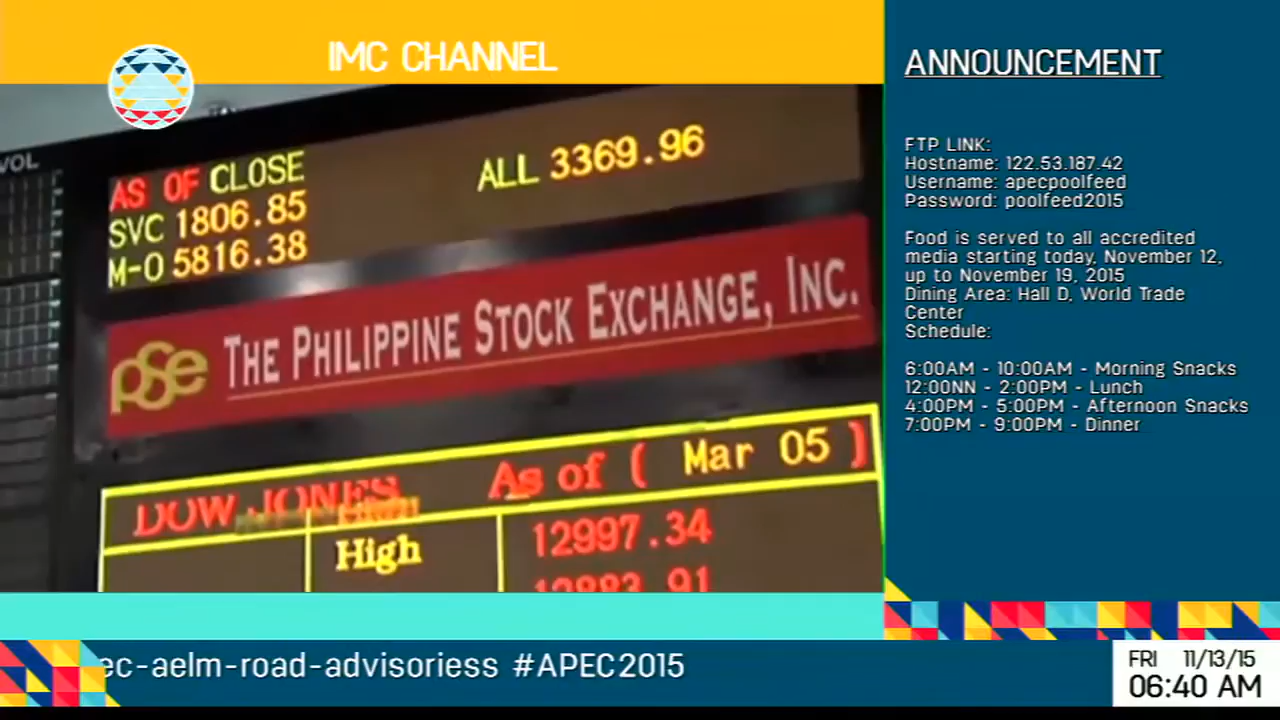 IMC CHANNEL
VOL
AS OF CLOSE
ALL 3369.96
SVC 1806.85
M-O 5816.38
pse THE PHILIPPINE STOCK EXCHANGE, INC.
DOW JONES As of ( Mar 05 )
High 12997.34
12883.91
ANNOUNCEMENT
FTP LINK:
Hostname: 122.53.187.42
Username: apecpoolfeed
Password: poolfeed2015
Food is served to all accredited
media starting today, November 12,
up to November 19, 2015
Dining Area: Hall D, World Trade
Center
Schedule:
6:00AM - 10:00AM - Morning Snacks
12:00NN - 2:00PM - Lunch
4:00PM - 5:00PM - Afternoon Snacks
7:00PM - 9:00PM - Dinner
ec-aelm-road-advisoriess #APEC2015
FRI 11/13/15
06:40 AM